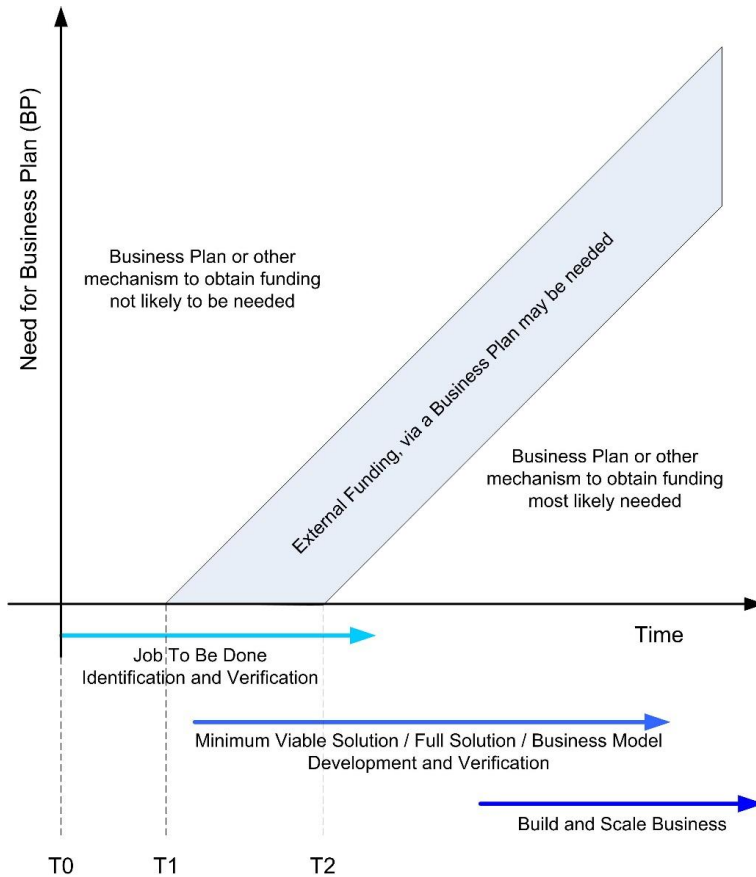 Need for Business Plan (BP)
Business Plan or other
mechanism to obtain funding
not likely to be needed
External Funding, via a Business Plan may be needed
Business Plan or other
mechanism to obtain funding
most likely needed
Time
Job To Be Done
Identification and Verification
Minimum Viable Solution / Full Solution / Business Model
Development and Verification
Build and Scale Business
T0
T1
T2